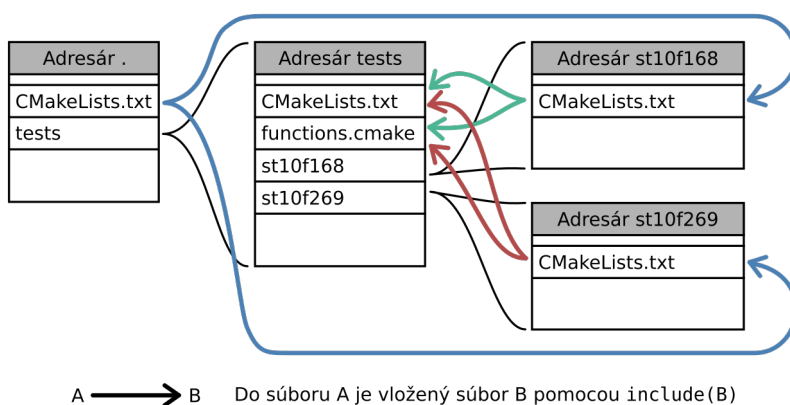 Adresár .
CMakeLists.txt
tests
Adresár tests
CMakeLists.txt
functions.cmake
st10f168
st10f269
Adresár st10f168
CMakeLists.txt
Adresár st10f269
CMakeLists.txt
A B Do súboru A je vložený súbor B pomocou include(B)